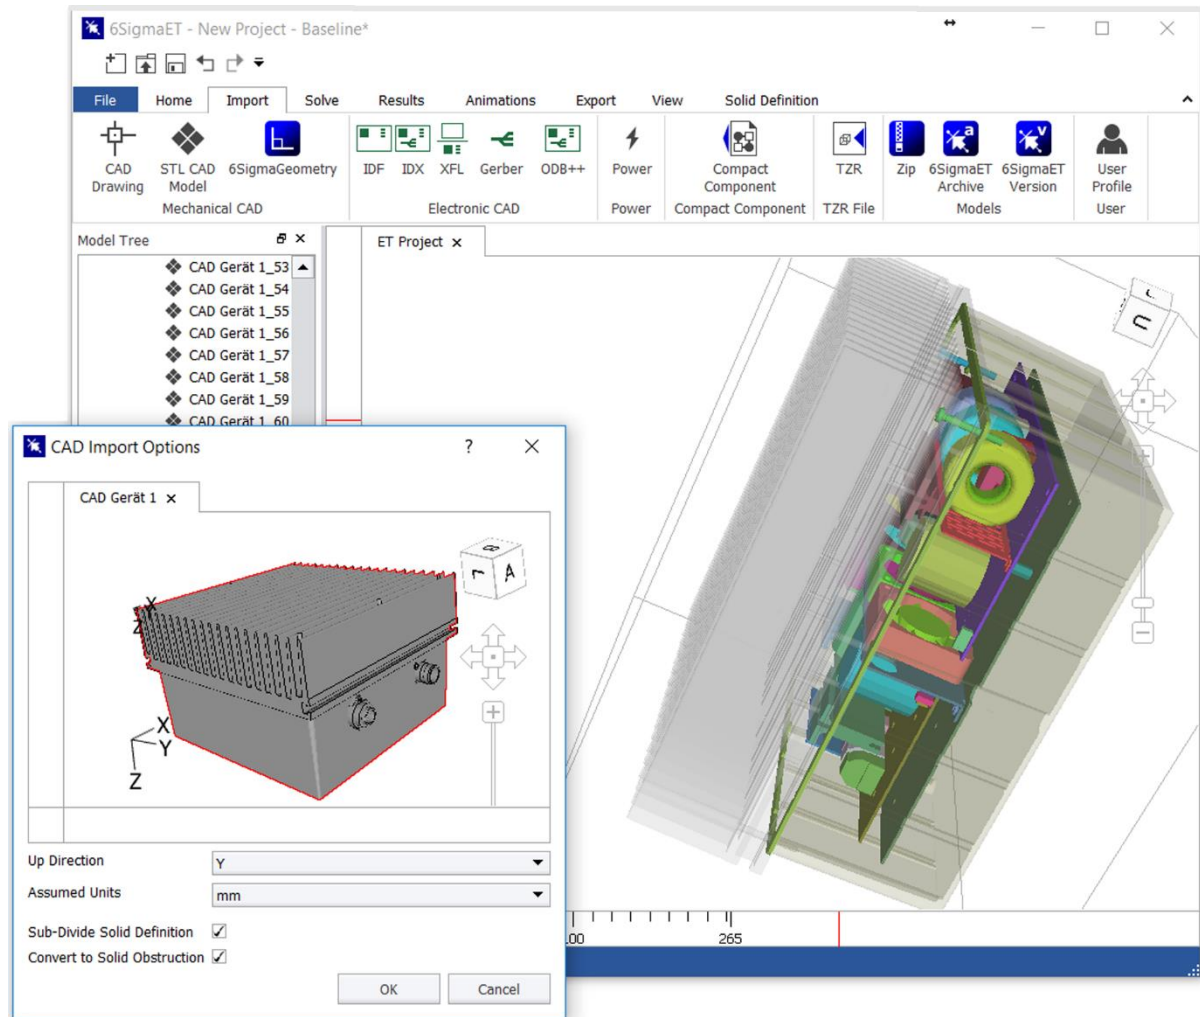 6SigmaET - New Project - Baseline*
File Home Import Solve Results Animations Export View Solid Definition
CAD Drawing
STL CAD Model
6SigmaGeometry
IDF
IDX
XFL
Gerber
ODB++
Power
Compact Component
TZR
Zip
6SigmaET Archive
6SigmaET Version
User Profile
Mechanical CAD
Electronic CAD
Power
Compact Component
TZR File
Models
User
Model Tree
ET Project
CAD Gerät 1_53
CAD Gerät 1_54
CAD Gerät 1_55
CAD Gerät 1_56
CAD Gerät 1_57
CAD Gerät 1_58
CAD Gerät 1_59
CAD Gerät 1_60
CAD Import Options
?
CAD Gerät 1
A
X
Z
X
Y
Z
Up Direction
Y
Assumed Units
mm
Sub-Divide Solid Definition
Convert to Solid Obstruction
OK
Cancel
265